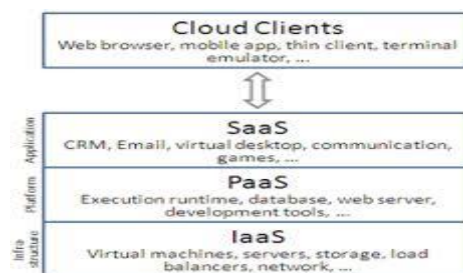 Cloud Clients
Web browser, mobile app, thin client, terminal
emulator, ...
Application
SaaS
CRM, Email, virtual desktop, communication,
games, ...
Platform
PaaS
Execution runtime, database, web server,
development tools, ...
Infra
structure
IaaS
Virtual machines, servers, storage, load
balancers, network, ...